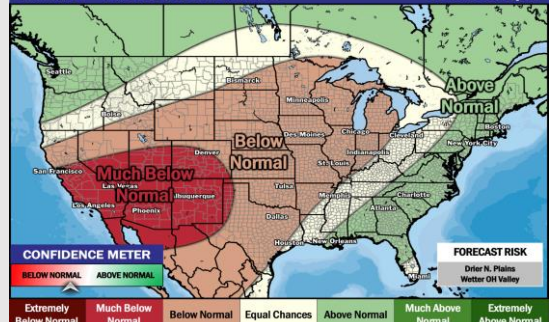 Seattle
Bismarck
Boise
Minneapolis
Above
Normal
Boston
Des Moines
Chicago
Cleveland
New York City
Below
Normal
Denver
Indianapolis
San Francisco
St. Louis
Much Below
Normal
Las Vegas
Albuquerque
Tulsa
Memphis
Charlotte
Los Angeles
Phoenix
Dallas
Atlanta
Houston
New Orleans
Miami
CONFIDENCE METER
BELOW NORMAL ABOVE NORMAL
FORECAST RISK
Drier N. Plains
Wetter OH Valley
Extremely Much Below Below Normal Equal Chances Above Normal Much Above Extremely
Below Normal Normal Normal Above Normal